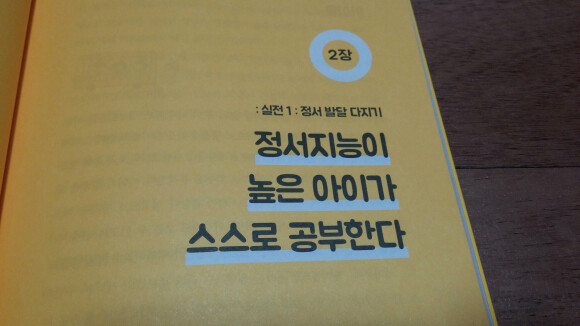 2장
: 실전 1 : 정서 발달 다지기
정서지능이
높은 아이가
스스로 공부한다